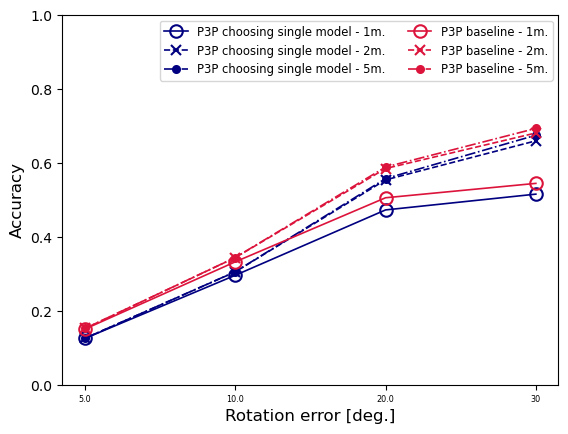 1.0
0.8
0.6
0.4
0.2
0.0
Accuracy
P3P choosing single model - 1m.
P3P choosing single model - 2m.
P3P choosing single model - 5m.
P3P baseline - 1m.
P3P baseline - 2m.
P3P baseline - 5m.
5.0
10.0
20.0
30
Rotation error [deg.]